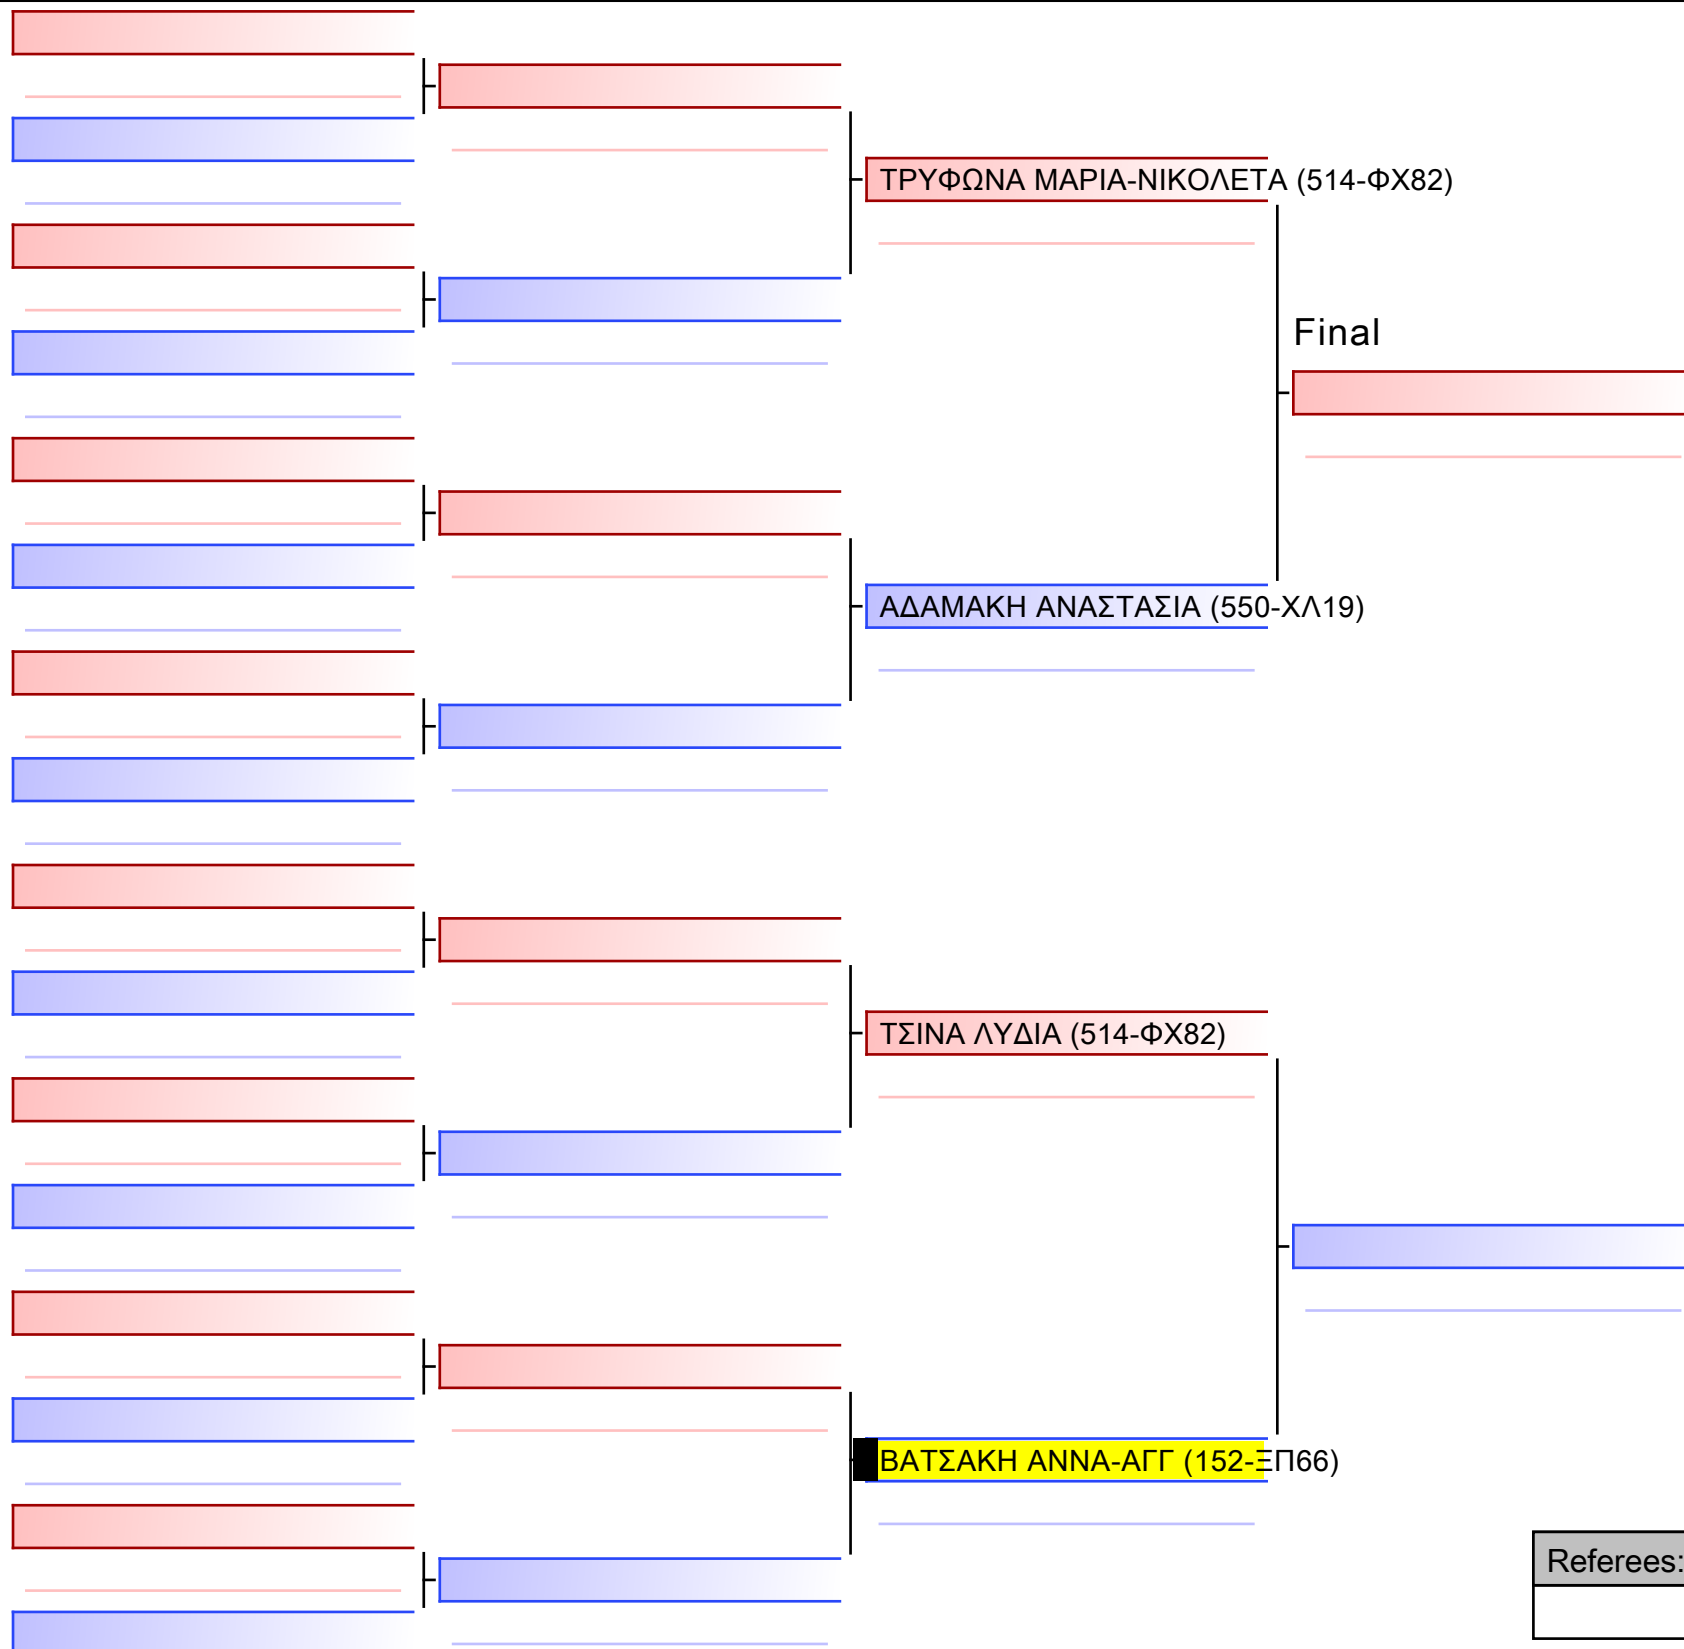 ΤΡΥΦΩΝΑ ΜΑΡΙΑ-ΝΙΚΟΛΕΤΑ (514-ΦΧ82)
Final
ΑΔΑΜΑΚΗ ΑΝΑΣΤΑΣΙΑ (550-ΧΛ19)
ΤΣΙΝΑ ΛΥΔΙΑ (514-ΦΧ82)
ΒΑΤΣΑΚΗ ΑΝΝΑ-ΑΓΓ (152-ΞΠ66)
Referees: